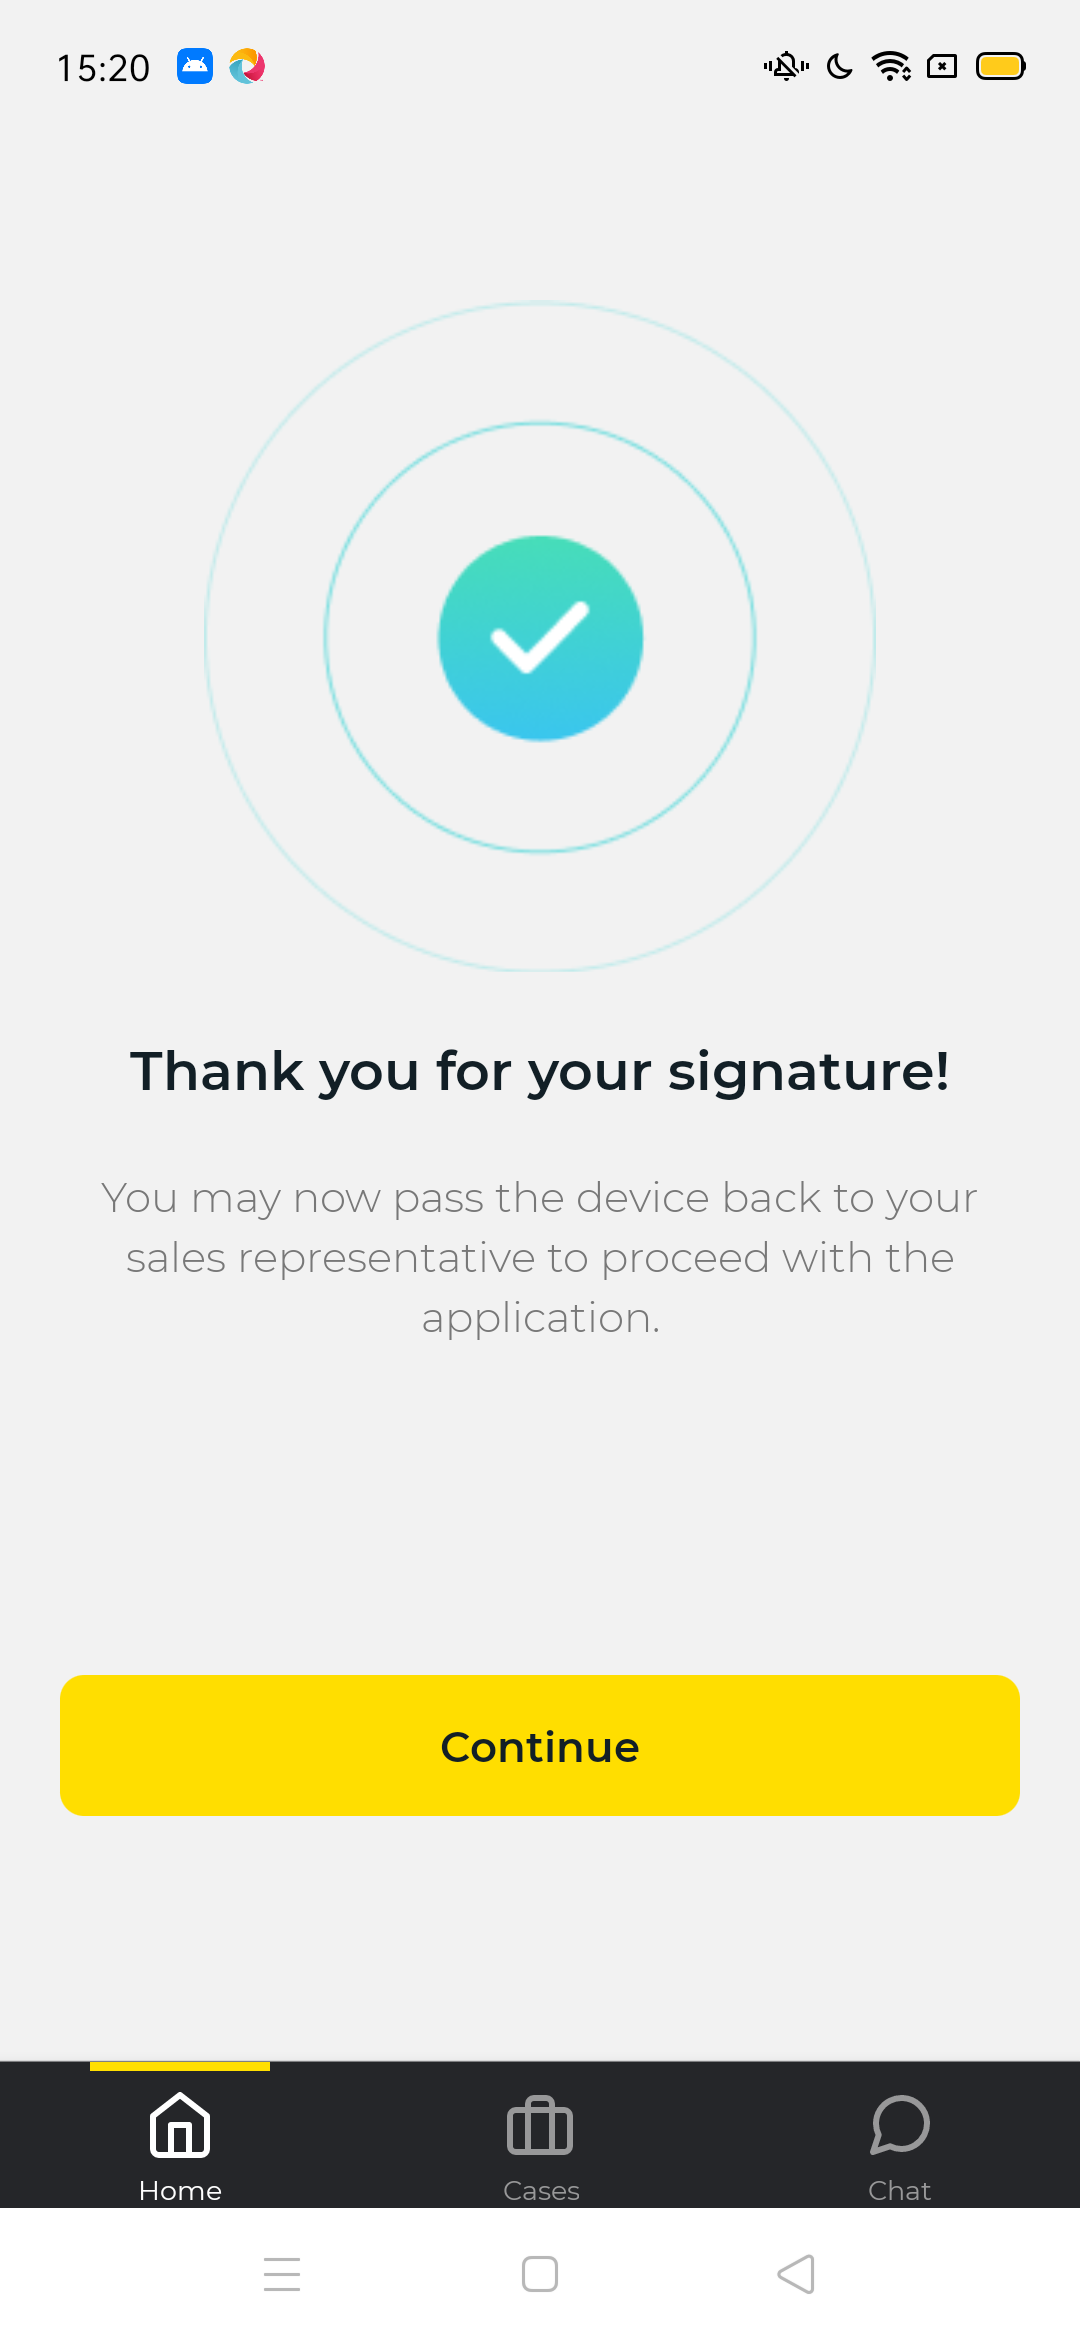 15:20
Thank you for your signature!
You may now pass the device back to your
sales representative to proceed with the
application.
Continue
Home
Cases
Chat